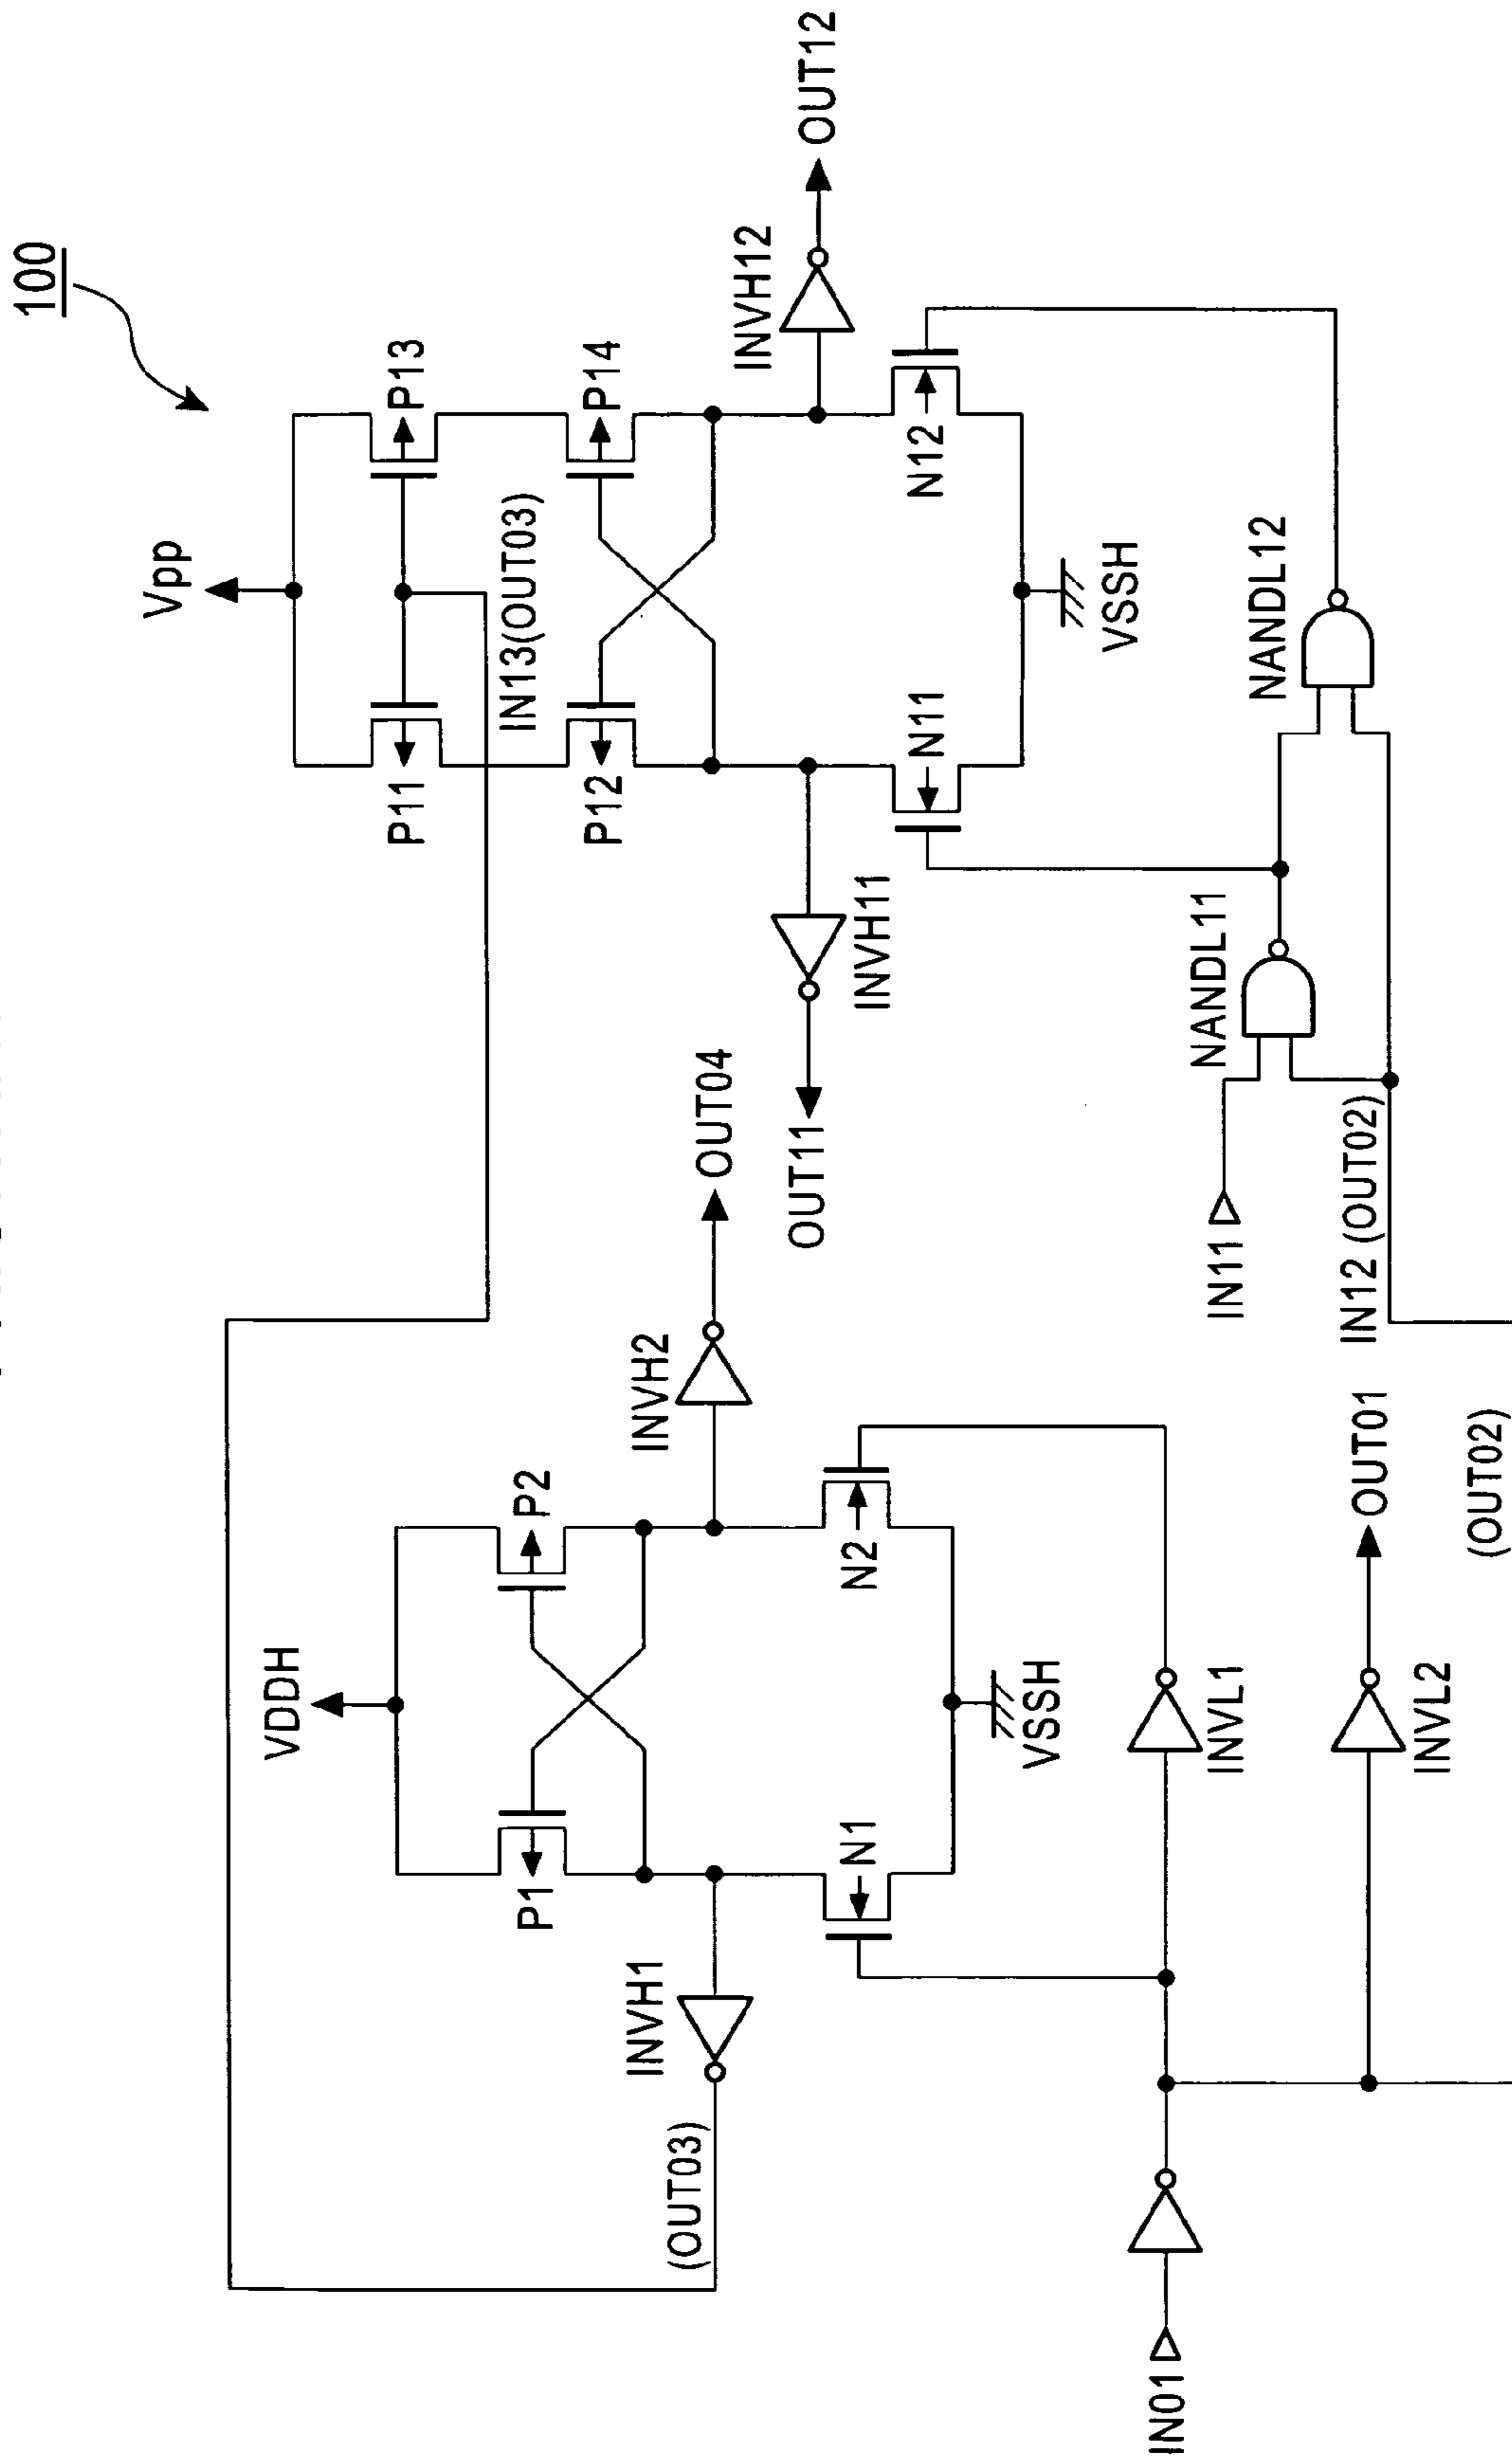 100
Vpp
P11
P13
IN13(OUT03)
P12
P14
INVH12
OUT12
N11
N12
VSSH
INVH11
OUT11
NANDL11
NANDL12
IN11
IN12 (OUT02)
VDDH
P1
P2
INVH2
OUT04
INVH1
(OUT03)
N1
N2
VSSH
IN01
INVL1
INVL2
OUT01
(OUT02)